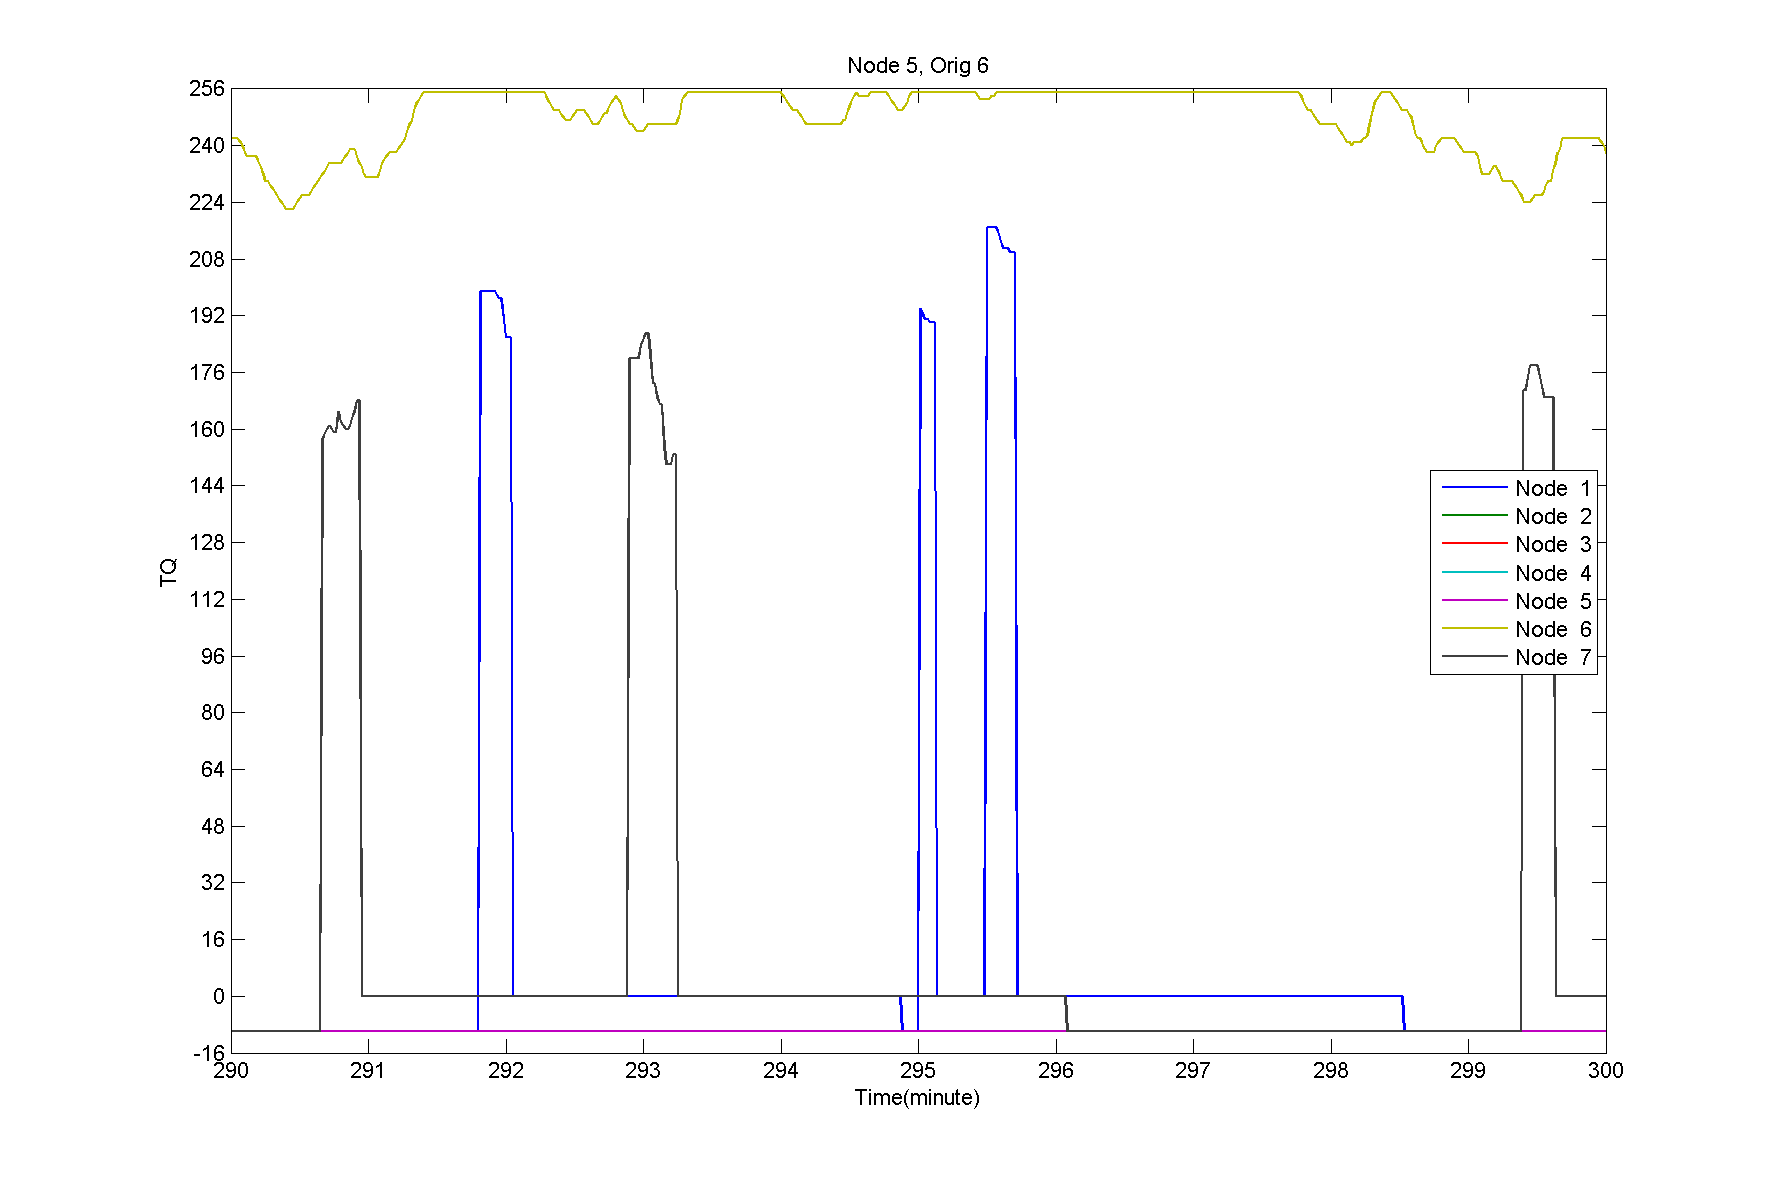 Node 5, Orig 6
256
240
224
208
192
176
160
144
128
112
96
80
64
48
32
16
0
-16
TQ
Node 1
Node 2
Node 3
Node 4
Node 5
Node 6
Node 7
290 291 292 293 294 295 296 297 298 299 300
Time(minute)